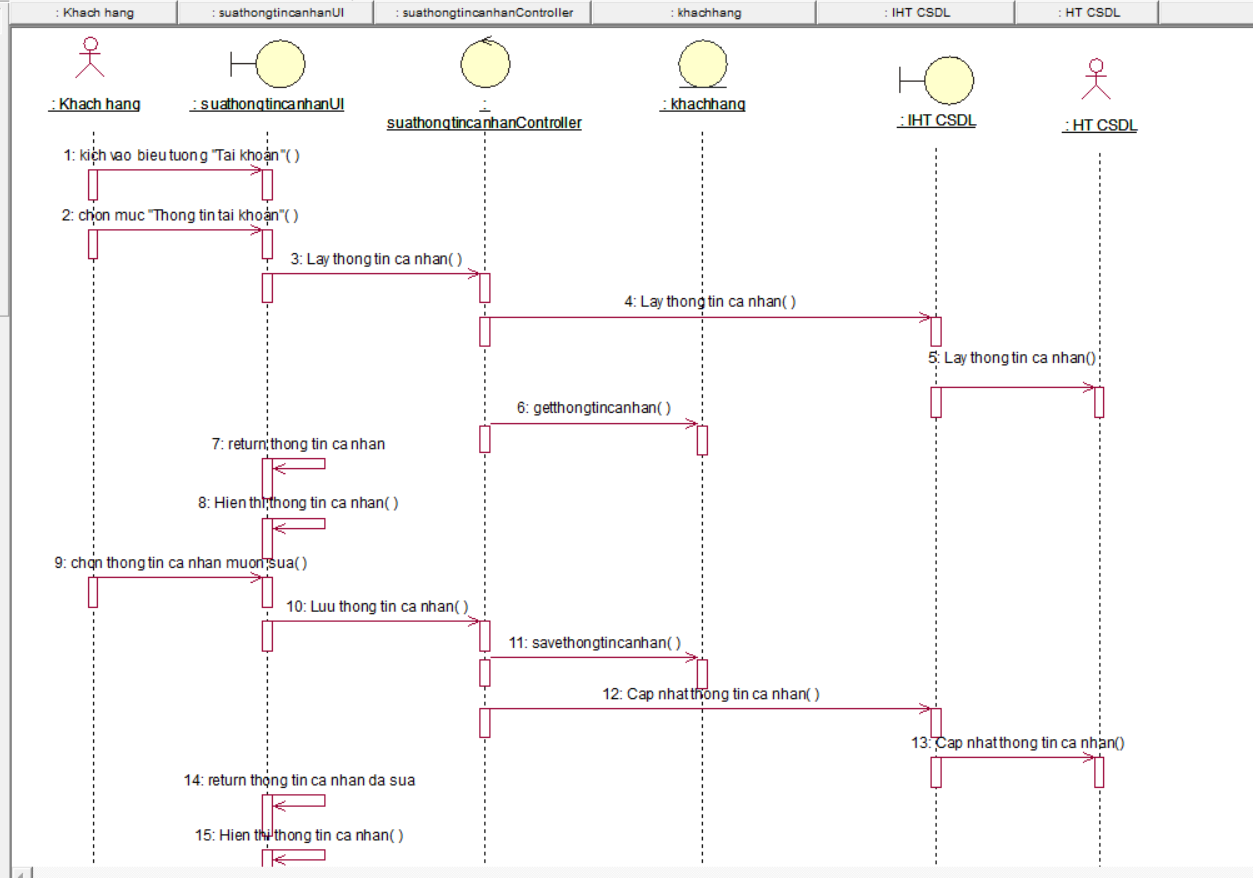 : Khach hang
: suathongtincanhanUI
: suathongtincanhanController
: khachhang
: IHT CSDL
: HT CSDL
: Khach hang
: suathongtincanhanUI
:
suathongtincanhanController
: khachhang
: IHT CSDL
: HT CSDL
1: kich vao bieu tuong "Tai khoan"( )
2: chon muc "Thong tin tai khoan"( )
3: Lay thong tin ca nhan( )
4: Lay thong tin ca nhan( )
5: Lay thong tin ca nhan()
6: getthongtincanhan( )
7: return thong tin ca nhan
8: Hien thi thong tin ca nhan( )
9: chon thong tin ca nhan muon sua( )
10: Luu thong tin ca nhan( )
11: savethongtincanhan( )
12: Cap nhat thong tin ca nhan( )
13: Cap nhat thong tin ca nhan()
14: return thong tin ca nhan da sua
15: Hien thi thong tin ca nhan( )